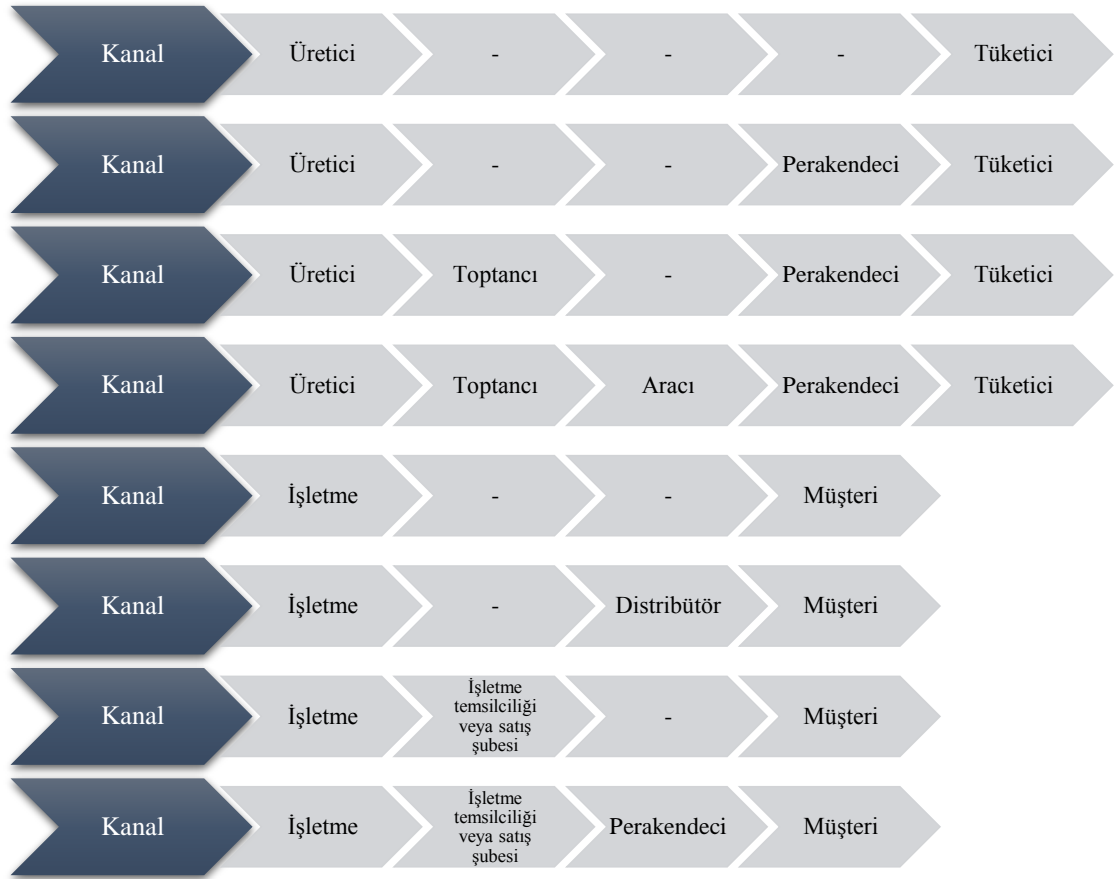 Kanal Üretici - - - Tüketici
Kanal Üretici - - Perakendeci Tüketici
Kanal Üretici Toptancı - Perakendeci Tüketici
Kanal Üretici Toptancı Aracı Perakendeci Tüketici
Kanal İşletme - - Müşteri
Kanal İşletme - Distribütör Müşteri
Kanal İşletme
İşletme
temsilciliği
veya satış
şubesi
- Müşteri
Kanal İşletme
İşletme
temsilciliği
veya satış
şubesi
Perakendeci Müşteri